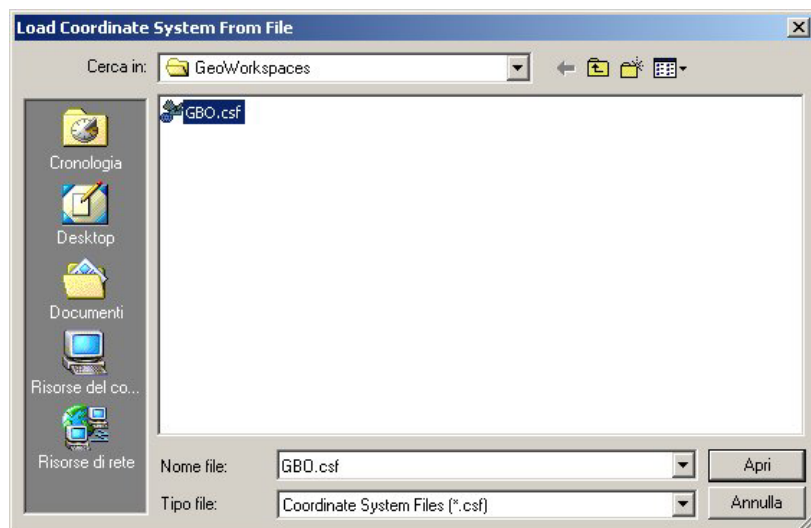 Load Coordinate System From File
Cerca in: GeoWorkspaces
GBO.csf
Cronologia
Desktop
Documenti
Risorse del co...
Risorse di rete
Nome file: GBO.csf Apri
Tipo file: Coordinate System Files (*.csf) Annulla